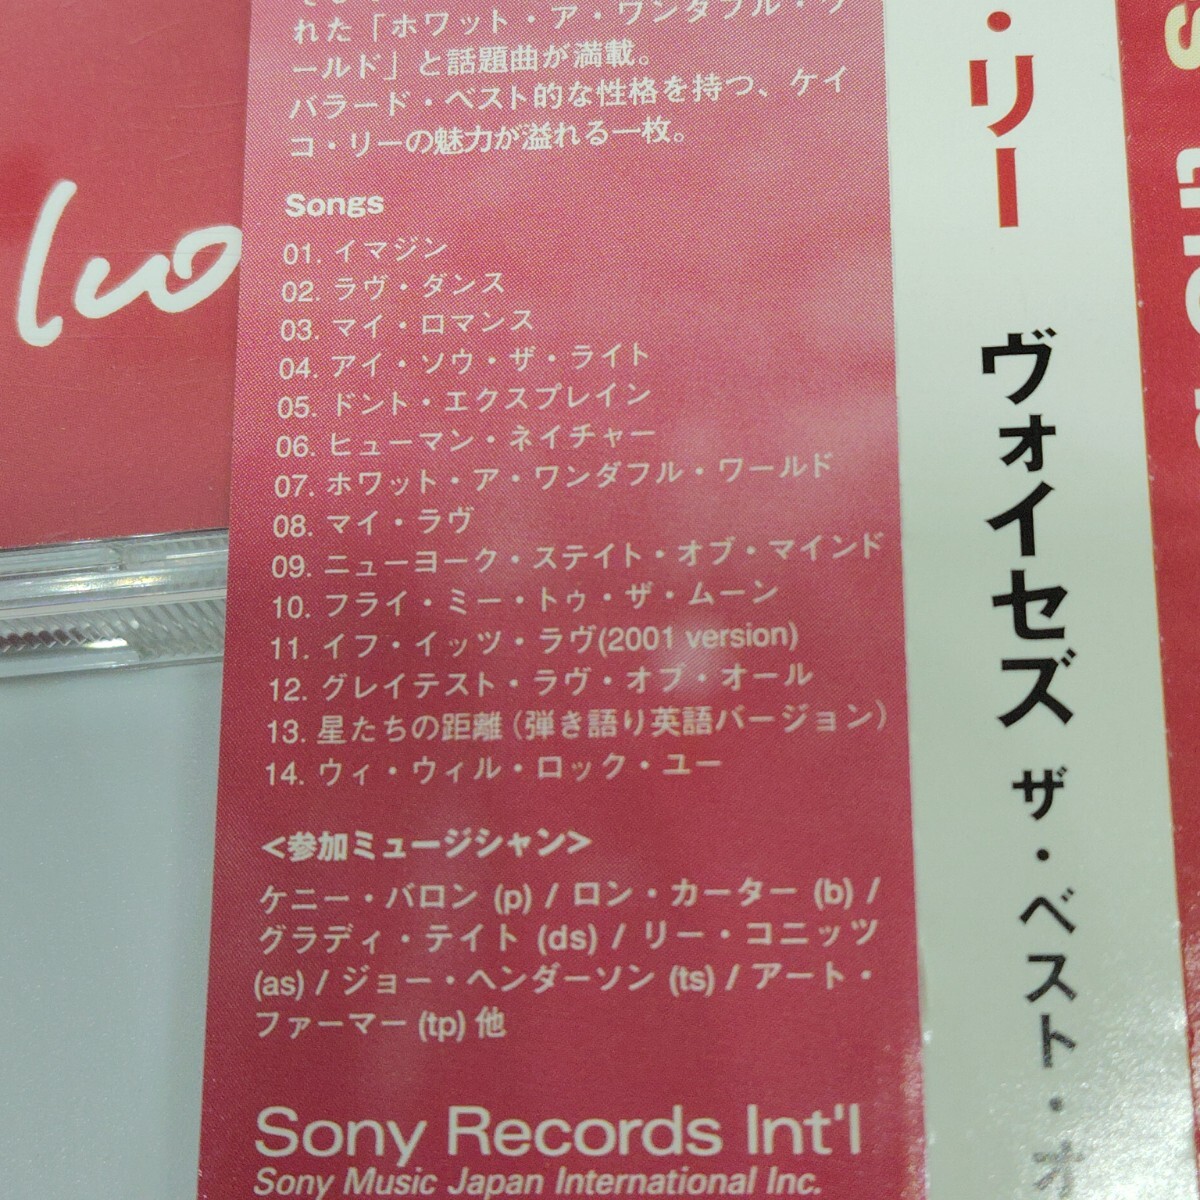 れた「ホワット・ア・ワンダフル・ワ
ールド」と話題曲が満載。
バラード・ベスト的な性格を持つ、ケイ
コ・リーの魅力が溢れる一枚。
Songs
01. イマジン
02. ラヴ・ダンス
03. マイ・ロマンス
04. アイ・ソウ・ザ・ライト
05. ドント・エクスプレイン
06. ヒューマン・ネイチャー
07. ホワット・ア・ワンダフル・ワールド
08. マイ・ラヴ
09. ニューヨーク・ステイト・オブ・マインド
10. フライ・ミー・トゥ・ザ・ムーン
11. イフ・イッツ・ラヴ(2001 version)
12. グレイテスト・ラヴ・オブ・オール
13. 星たちの距離(弾き語り英語バージョン)
14. ウィ・ウィル・ロック・ユー
<参加ミュージシャン>
ケニー・バロン (p) / ロン・カーター (b) /
グラディ・テイト (ds) / リー・コニッツ
(as) / ジョー・ヘンダーソン (ts) / アート・
ファーマー (tp) 他
Sony Records Int'l
Sony Music Japan International Inc.
・リー ヴォイセズ ザ・ベスト・オ